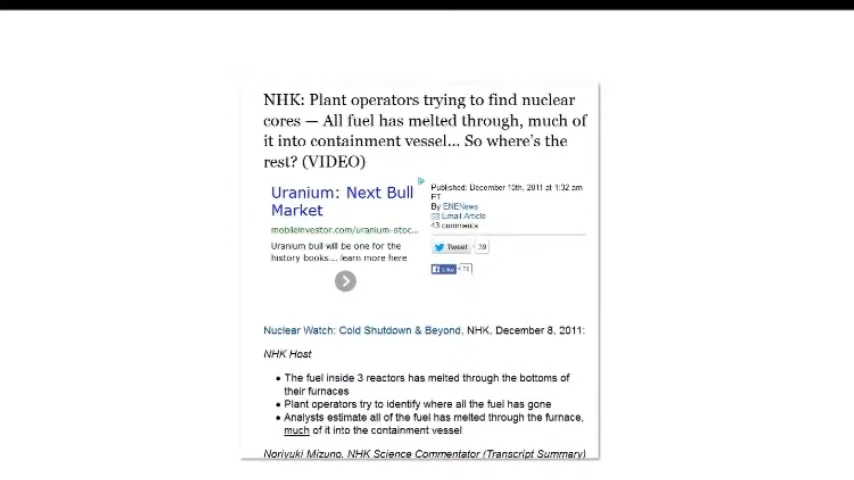 NHK: Plant operators trying to find nuclear
cores — All fuel has melted through, much of
it into containment vessel... So where's the
rest? (VIDEO)
Uranium: Next Bull
Market
mobileinvestor.com/uranium-stoc...
Uranium bull will be one for the
history books... learn more here
Published: December 10th, 2011 at 1:32 am
ET
By ENENews
Email Article
43 comments
Tweet 39
Like
Nuclear Watch: Cold Shutdown & Beyond, NHK, December 8, 2011:
NHK Host
• The fuel inside 3 reactors has melted through the bottoms of
their furnaces
• Plant operators try to identify where all the fuel has gone
• Analysts estimate all of the fuel has melted through the furnace,
much of it into the containment vessel
Noriyuki Mizuno, NHK Science Commentator (Transcript Summary)